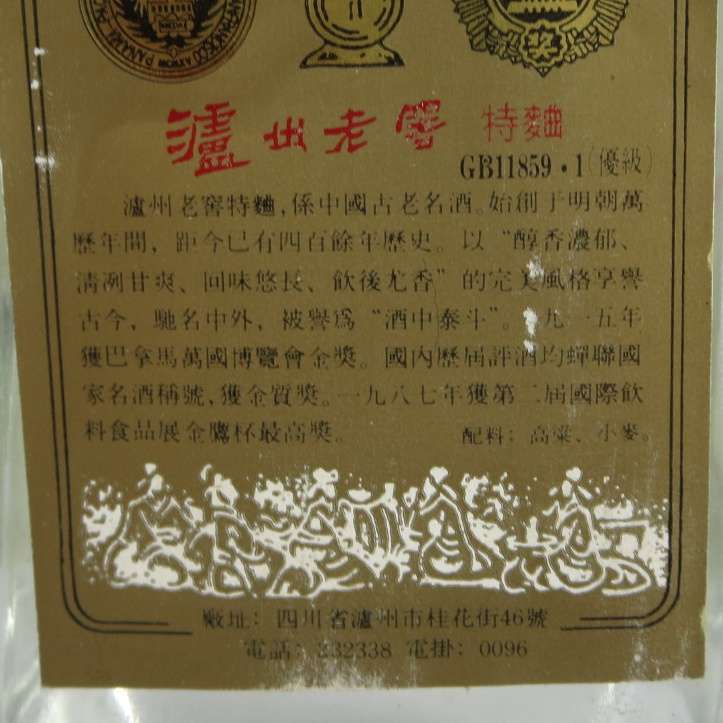 瀘州老窖 特麯
GB11859·1(優級)
瀘州老窖特麯,係中國古老名酒。始創于明朝萬
歷年間，距今已有四百餘年歷史。以“醇香濃郁、
清洌甘爽、回味悠長、飲後尤香”的完美風格享譽
古今，馳名中外，被譽爲“酒中泰斗”。一九一五年
獲巴拿馬萬國博覽會金獎。國內歷屆評酒均蟬聯國
家名酒稱號,獲金質獎。一九八七年獲第二屆國際飲
料食品展金鷹杯最高獎。 配料：高粱、小麥。
廠址：四川省瀘州市桂花街46號
電話：332338 電掛：0096